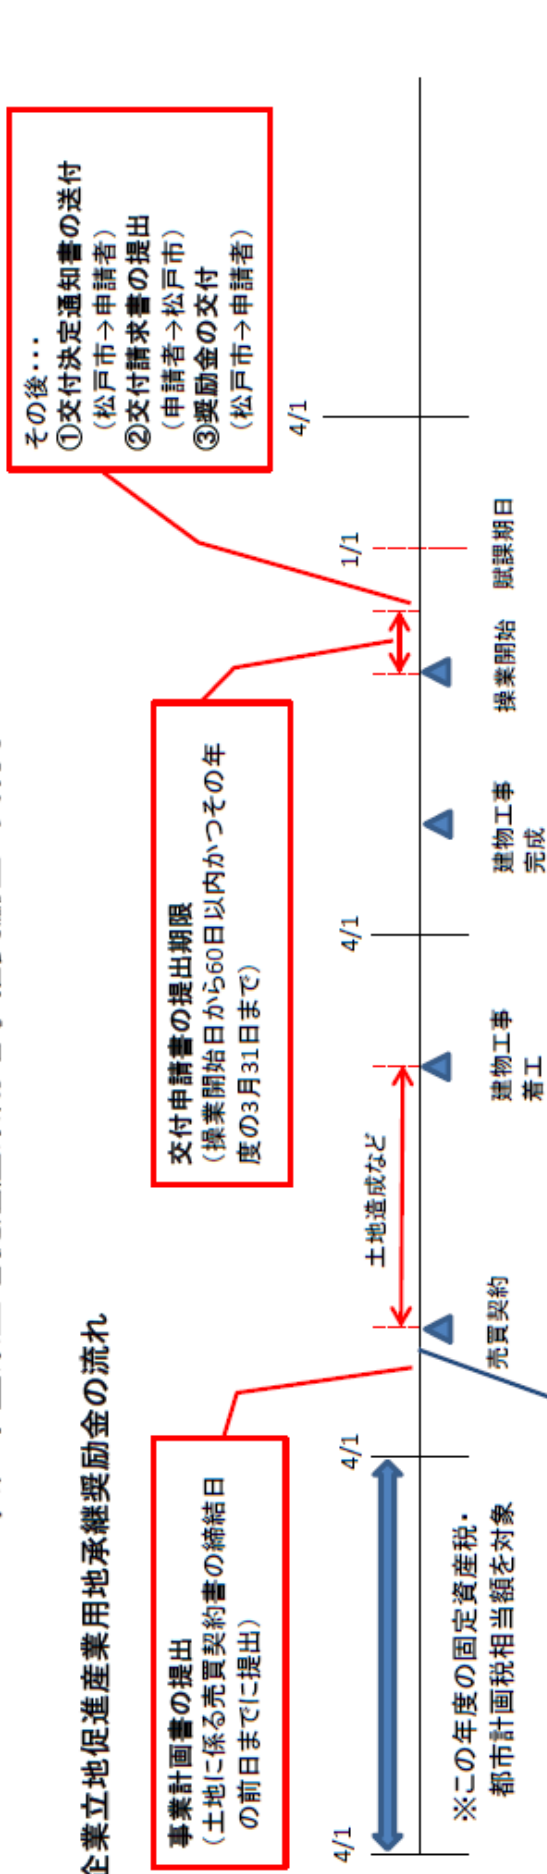 企業立地促進産業用地承継奨励金の流れ
事業計画書の提出
(土地に係る売買契約書の締結日
の前日までに提出)
交付申請書の提出期限
(操業開始日から60日以内かつその年
度の3月31日まで)
その後･･･
①交付決定通知書の送付
(松戸市→申請者)
②交付請求書の提出
(申請者→松戸市)
③奨励金の交付
(松戸市→申請者)
4/1
4/1
土地造成など
4/1
1/1
4/1
※この年度の固定資産税・
都市計画税相当額を対象
売買契約
建物工事
着工
建物工事
完成
操業開始
賦課期日